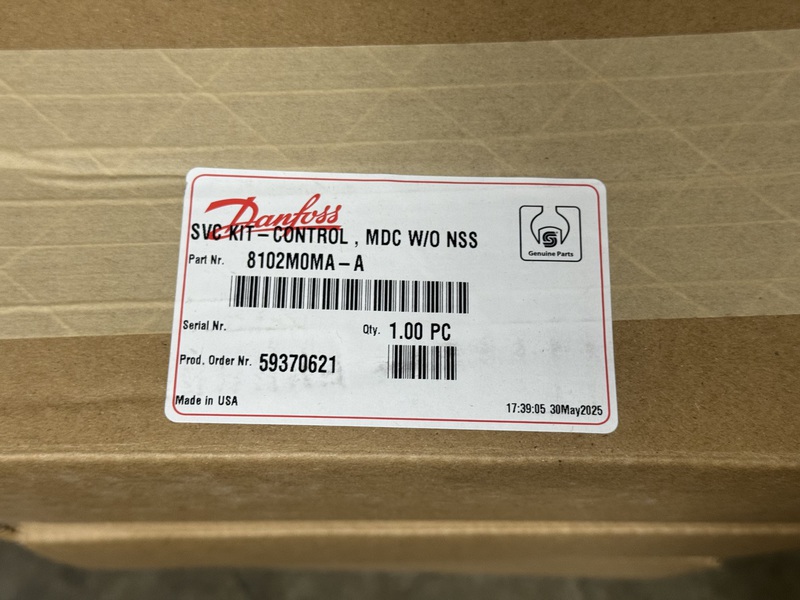 Danfoss
SVC KIT-CONTROL , MDC W/O NSS
Genuine Parts
Part Nr. 8102M0MA-A
Serial Nr. Qty. 1.00 PC
Prod. Order Nr. 59370621
Made in USA 17:39:05 30May2025